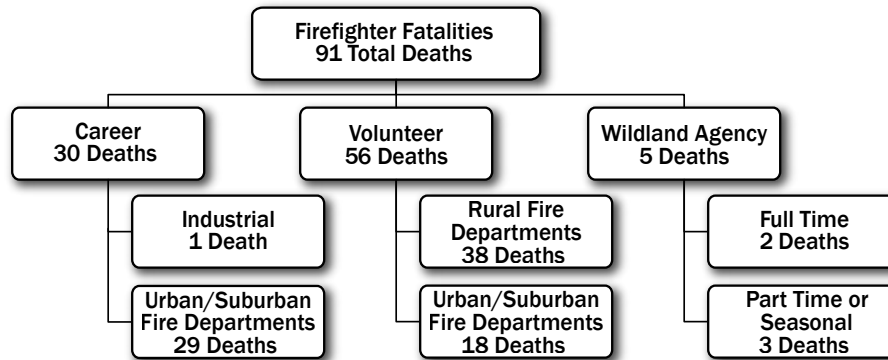 Firefighter Fatalities
91 Total Deaths
Career
30 Deaths
Volunteer
56 Deaths
Wildland Agency
5 Deaths
Industrial
1 Death
Rural Fire
Departments
38 Deaths
Full Time
2 Deaths
Urban/Suburban
Fire Departments
29 Deaths
Urban/Suburban
Fire Departments
18 Deaths
Part Time or
Seasonal
3 Deaths